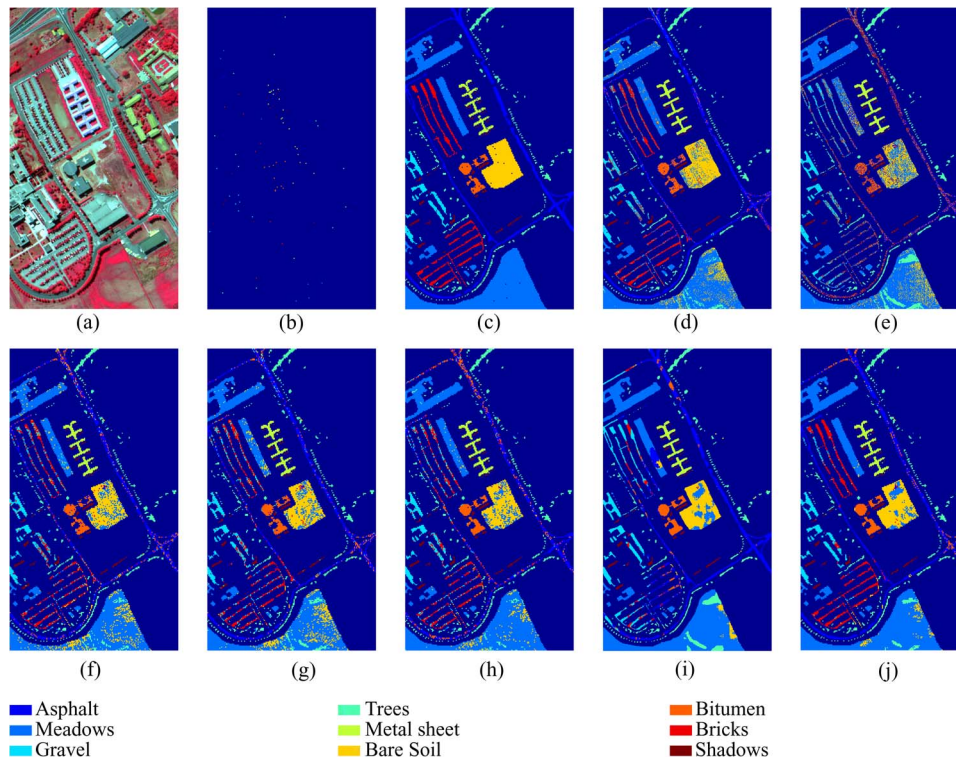 (a) (b) (c) (d) (e)
(f) (g) (h) (i) (j)
Asphalt Trees Bitumen
Meadows Metal sheet Bricks
Gravel Bare Soil Shadows